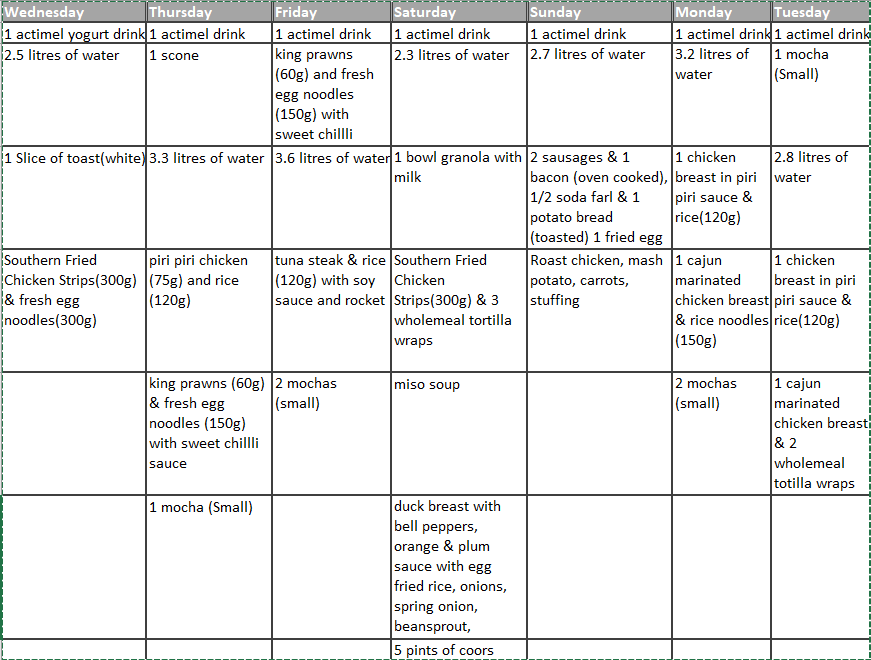 Wednesday Thursday Friday Saturday Sunday Monday Tuesday
1 actimel yogurt drink 1 actimel drink 1 actimel drink 1 actimel drink 1 actimel drink 1 actimel drink 1 actimel drink
2.5 litres of water
1 scone
king prawns
(60g) and fresh
egg noodles
(150g) with
sweet chillli
2.3 litres of water
2.7 litres of water
3.2 litres of
water
1 mocha
(Small)
1 Slice of toast(white)
3.3 litres of water
3.6 litres of water
1 bowl granola with
milk
2 sausages & 1
bacon (oven cooked),
1/2 soda farl & 1
potato bread
(toasted) 1 fried egg
1 chicken
breast in piri
piri sauce &
rice(120g)
2.8 litres of
water
Southern Fried
Chicken Strips(300g)
& fresh egg
noodles(300g)
piri piri chicken
(75g) and rice
(120g)
tuna steak & rice
(120g) with soy
sauce and rocket
Southern Fried
Chicken
Strips(300g) & 3
wholemeal tortilla
wraps
Roast chicken, mash
potato, carrots,
stuffing
1 cajun
marinated
chicken breast
& rice noodles
(150g)
1 chicken
breast in piri
piri sauce &
rice(120g)
king prawns (60g)
& fresh egg
noodles (150g)
with sweet chillli
sauce
2 mochas
(small)
miso soup
2 mochas
(small)
1 cajun
marinated
chicken breast
& 2
wholemeal
totilla wraps
1 mocha (Small)
duck breast with
bell peppers,
orange & plum
sauce with egg
fried rice, onions,
spring onion,
beansprout,
5 pints of coors